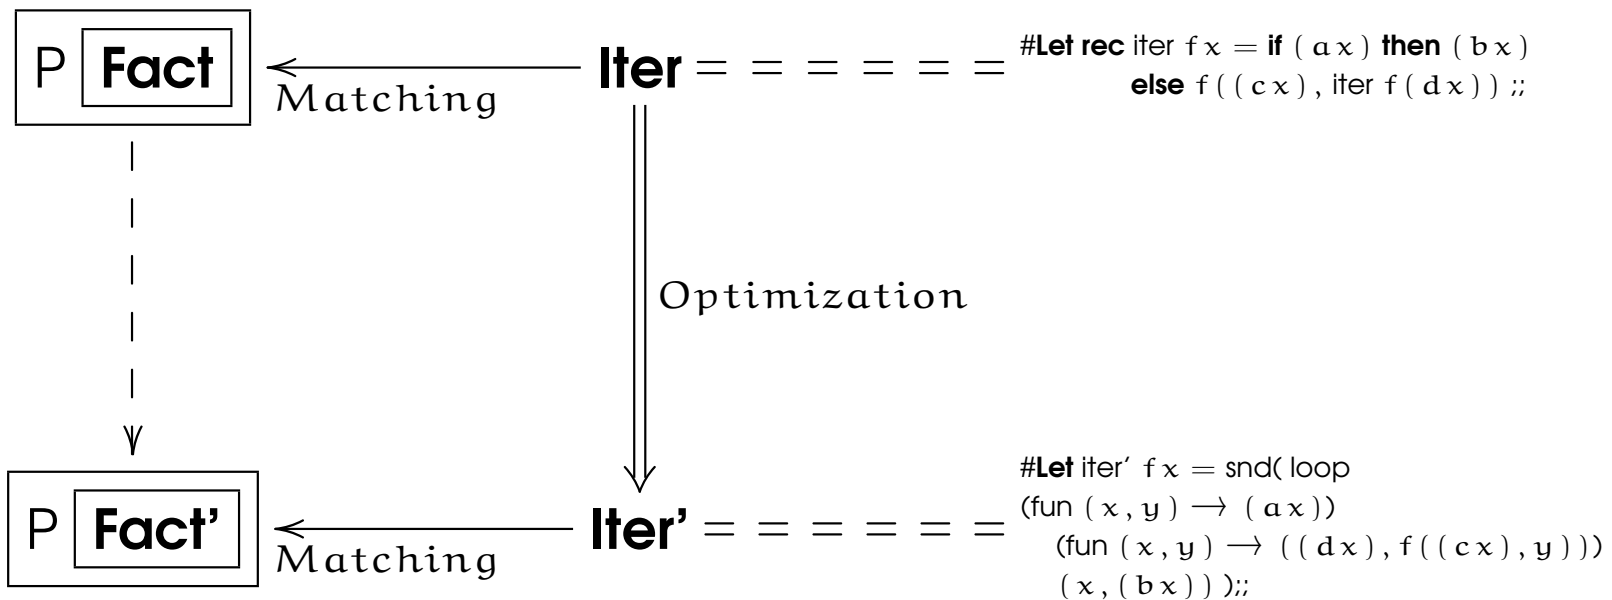 P Fact
Matching
Iter = = = = = =
#Let rec iter f x = if ( a x ) then ( b x )
else f ( ( c x ) , iter f ( d x ) ) ;;
Optimization
P Fact'
Matching
Iter' = = = = = =
#Let iter' f x = snd( loop
(fun ( x , y ) → ( a x ))
(fun ( x , y ) → ( ( d x ) , f ( ( c x ) , y ) ))
( x , ( b x ) ) );;